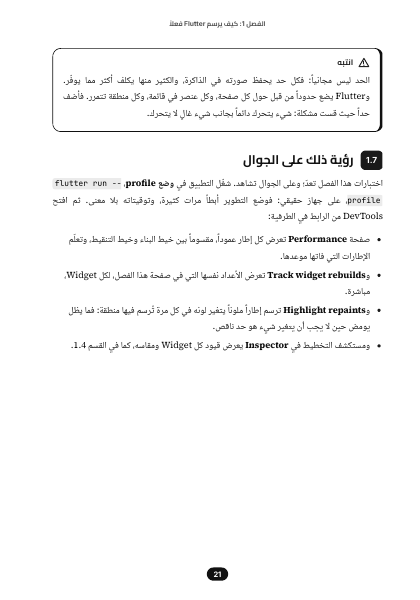 الفصل 1: كيف يرسم Flutter فعلاً
انتبه
الحد ليس مجانياً: فكل حد يحفظ صورته في الذاكرة، والكثير منها يكلف أكثر مما يوفّر.
وFlutter يضع حدوداً من قبل حول كل صفحة، وكل عنصر في قائمة، وكل منطقة تتمرر. فأضف
حداً حيث قست مشكلة: شيء يتحرك دائماً بجانب شيء غالٍ لا يتحرك.
1.7 رؤية ذلك على الجوال
اختبارات هذا الفصل تعدّ؛ وعلى الجوال تشاهد. شغّل التطبيق في وضع profile، flutter run --
profile، على جهاز حقيقي: فوضع التطوير أبطأ مرات كثيرة، وتوقيتاته بلا معنى. ثم افتح
DevTools من الرابط في الطرفية:
• صفحة Performance تعرض كل إطار عموداً، مقسوماً بين خيط البناء وخيط التنقيط، وتعلّم
الإطارات التي فاتها موعدها.
• وTrack widget rebuilds تعرض الأعداد نفسها التي في صفحة هذا الفصل، لكل Widget،
مباشرة.
• وHighlight repaints ترسم إطاراً ملوناً يتغير لونه في كل مرة تُرسم فيها منطقة: فما يظل
يومض حين لا يجب أن يتغير شيء هو حد ناقص.
• ومستكشف التخطيط في Inspector يعرض قيود كل Widget ومقاسه، كما في القسم 1.4.
21